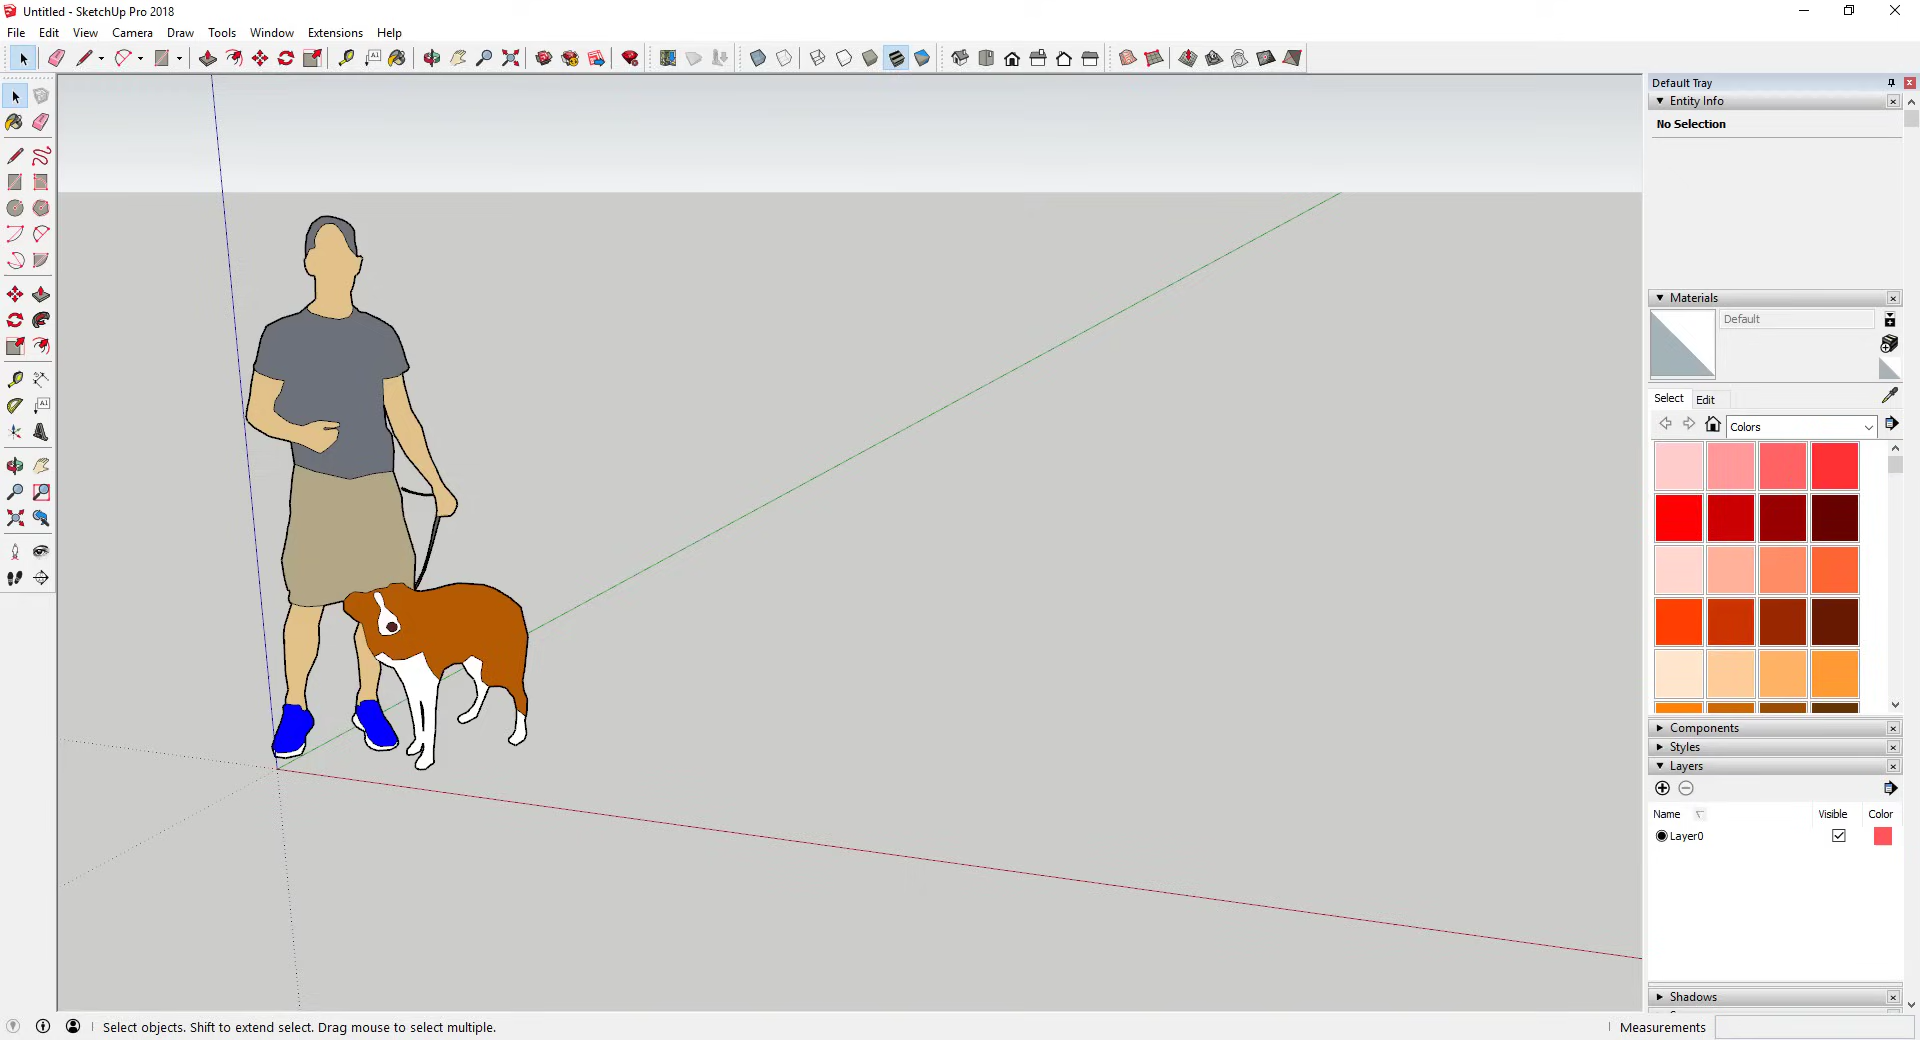 Untitled - SketchUp Pro 2018
File Edit View Camera Draw Tools Window Extensions Help
Default Tray
Entity Info
No Selection
Materials
Default
Select Edit
Colors
Components
Styles
Layers
Name Visible Color
Layer0
Shadows
Select objects. Shift to extend select. Drag mouse to select multiple.
Measurements